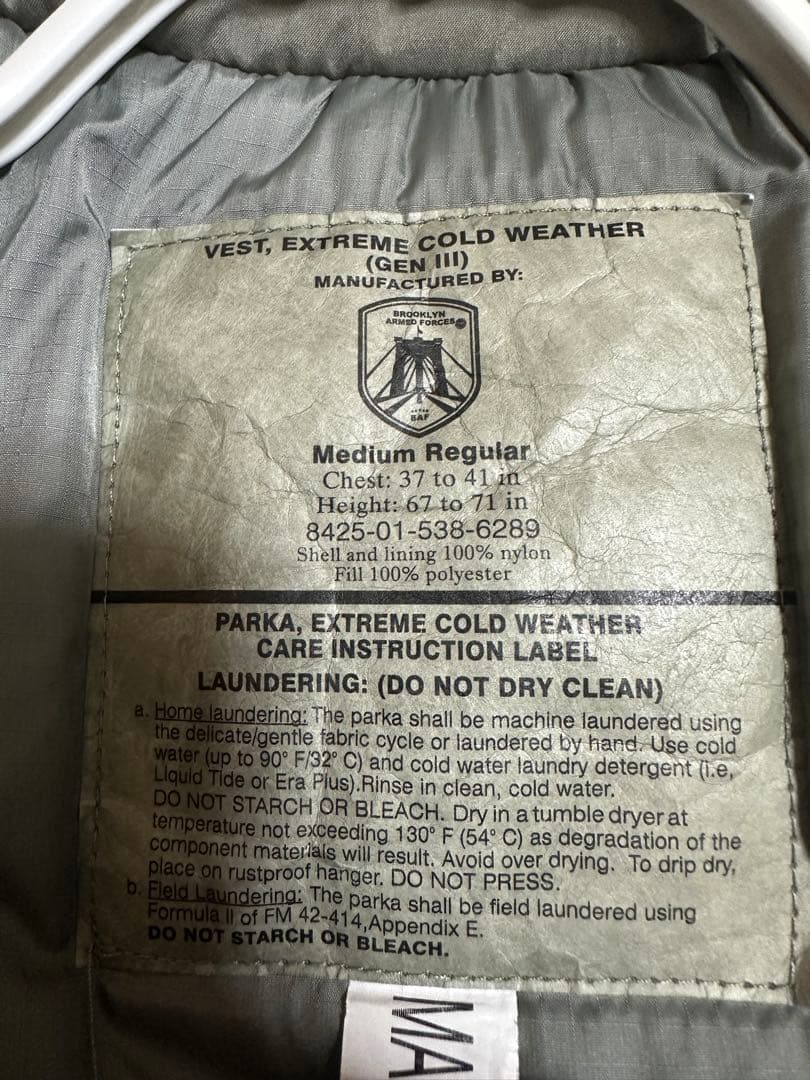 VEST, EXTREME COLD WEATHER
(GEN III)
MANUFACTURED BY:
BROOKLYN
ARMED FORCES
BAF
Medium Regular
Chest: 37 to 41 in
Height: 67 to 71 in
8425-01-538-6289
Shell and lining 100% nylon
Fill 100% polyester
PARKA, EXTREME COLD WEATHER
CARE INSTRUCTION LABEL
LAUNDERING: (DO NOT DRY CLEAN)
a. Home laundering: The parka shall be machine laundered using
the delicate/gentle fabric cycle or laundered by hand. Use cold
water (up to 90° F/32° C) and cold water laundry detergent (i.e,
Liquid Tide or Era Plus).Rinse in clean, cold water.
DO NOT STARCH OR BLEACH. Dry in a tumble dryer at
temperature not exceeding 130° F (54° C) as degradation of the
component materials will result. Avoid over drying. To drip dry,
place on rustproof hanger. DO NOT PRESS.
b. Field Laundering: The parka shall be field laundered using
Formula II of FM 42-414,Appendix E.
DO NOT STARCH OR BLEACH.
MA